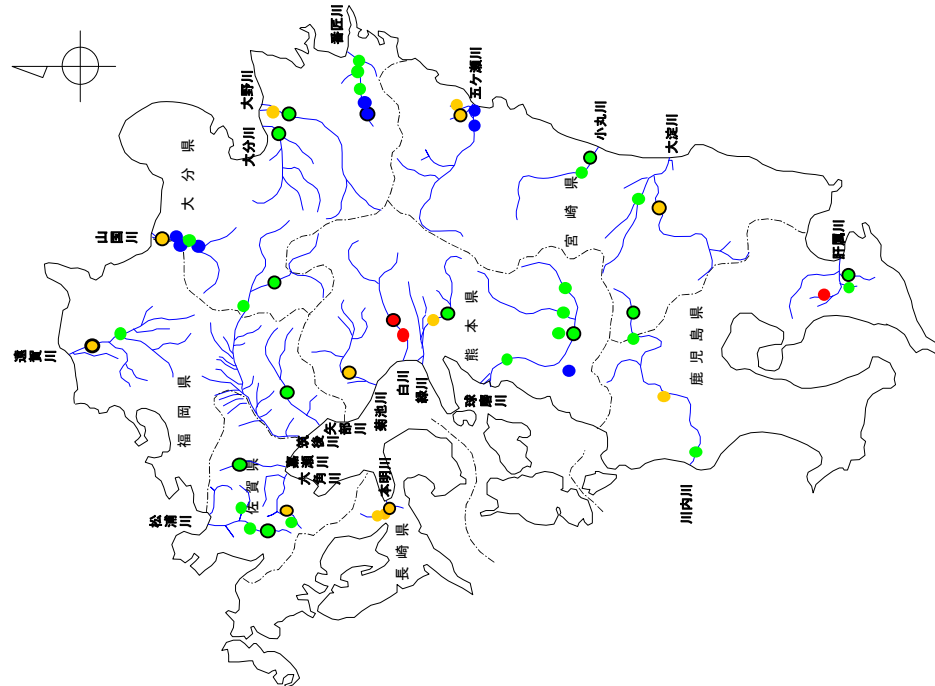 番匠川
大野川
五ケ瀬川
大分川
小丸川
大淀川
大分県
山国川
宮崎県
肝属川
遠賀川
熊本県
鹿児島県
福岡県
白川
緑川
菊池川
球磨川
矢部川
筑後川
嘉瀬川
六角川
佐賀県
本明川
松浦川
川内川
長崎県